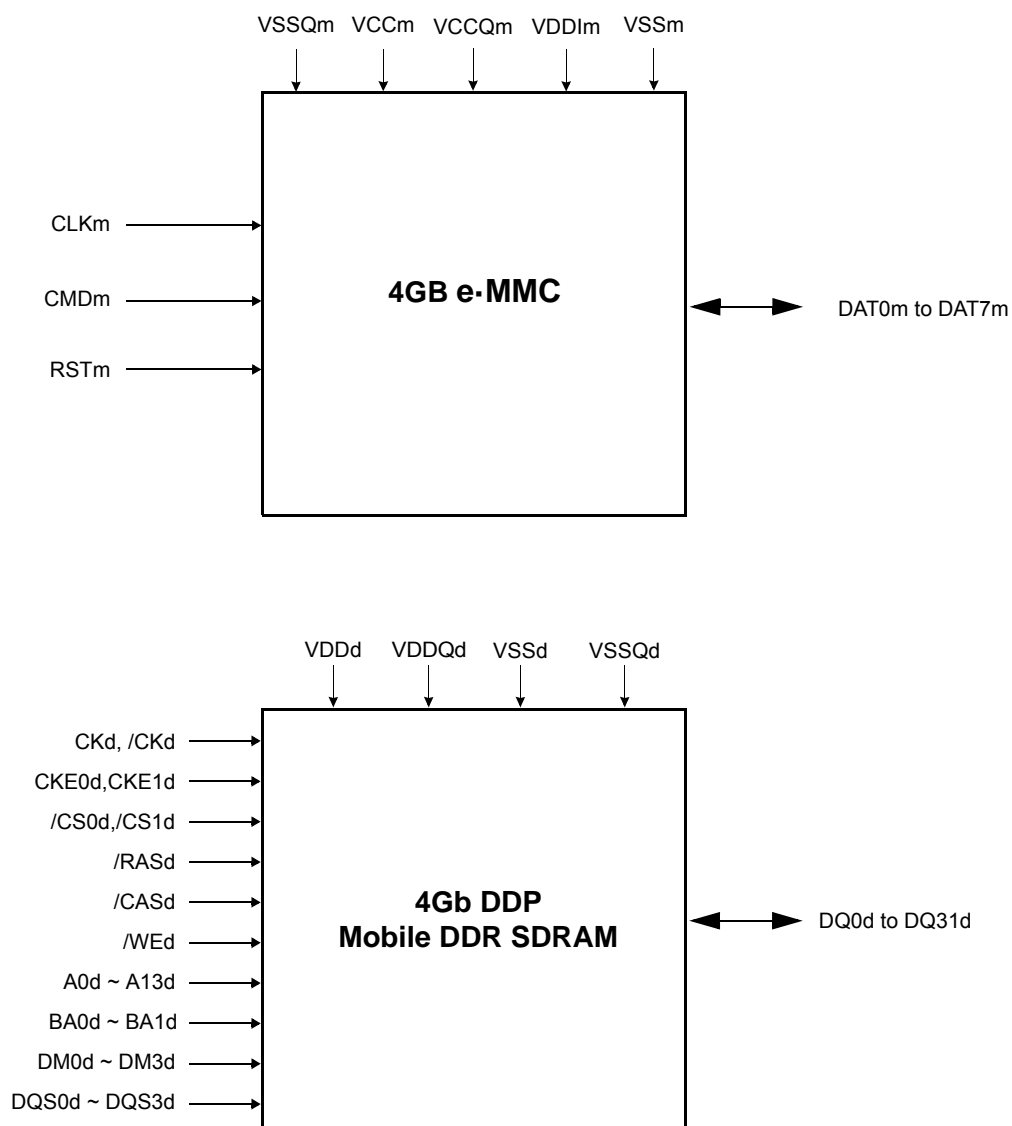 VSSQm VCCm VCCQm VDDIm VSSm
CLKm
CMDm
RSTm
4GB e·MMC
DAT0m to DAT7m
VDDd VDDQd VSSd VSSQd
CKd, /CKd
CKE0d,CKE1d
/CS0d,/CS1d
/RASd
/CASd
/WEd
A0d ~ A13d
BA0d ~ BA1d
DM0d ~ DM3d
DQS0d ~ DQS3d
4Gb DDP
Mobile DDR SDRAM
DQ0d to DQ31d